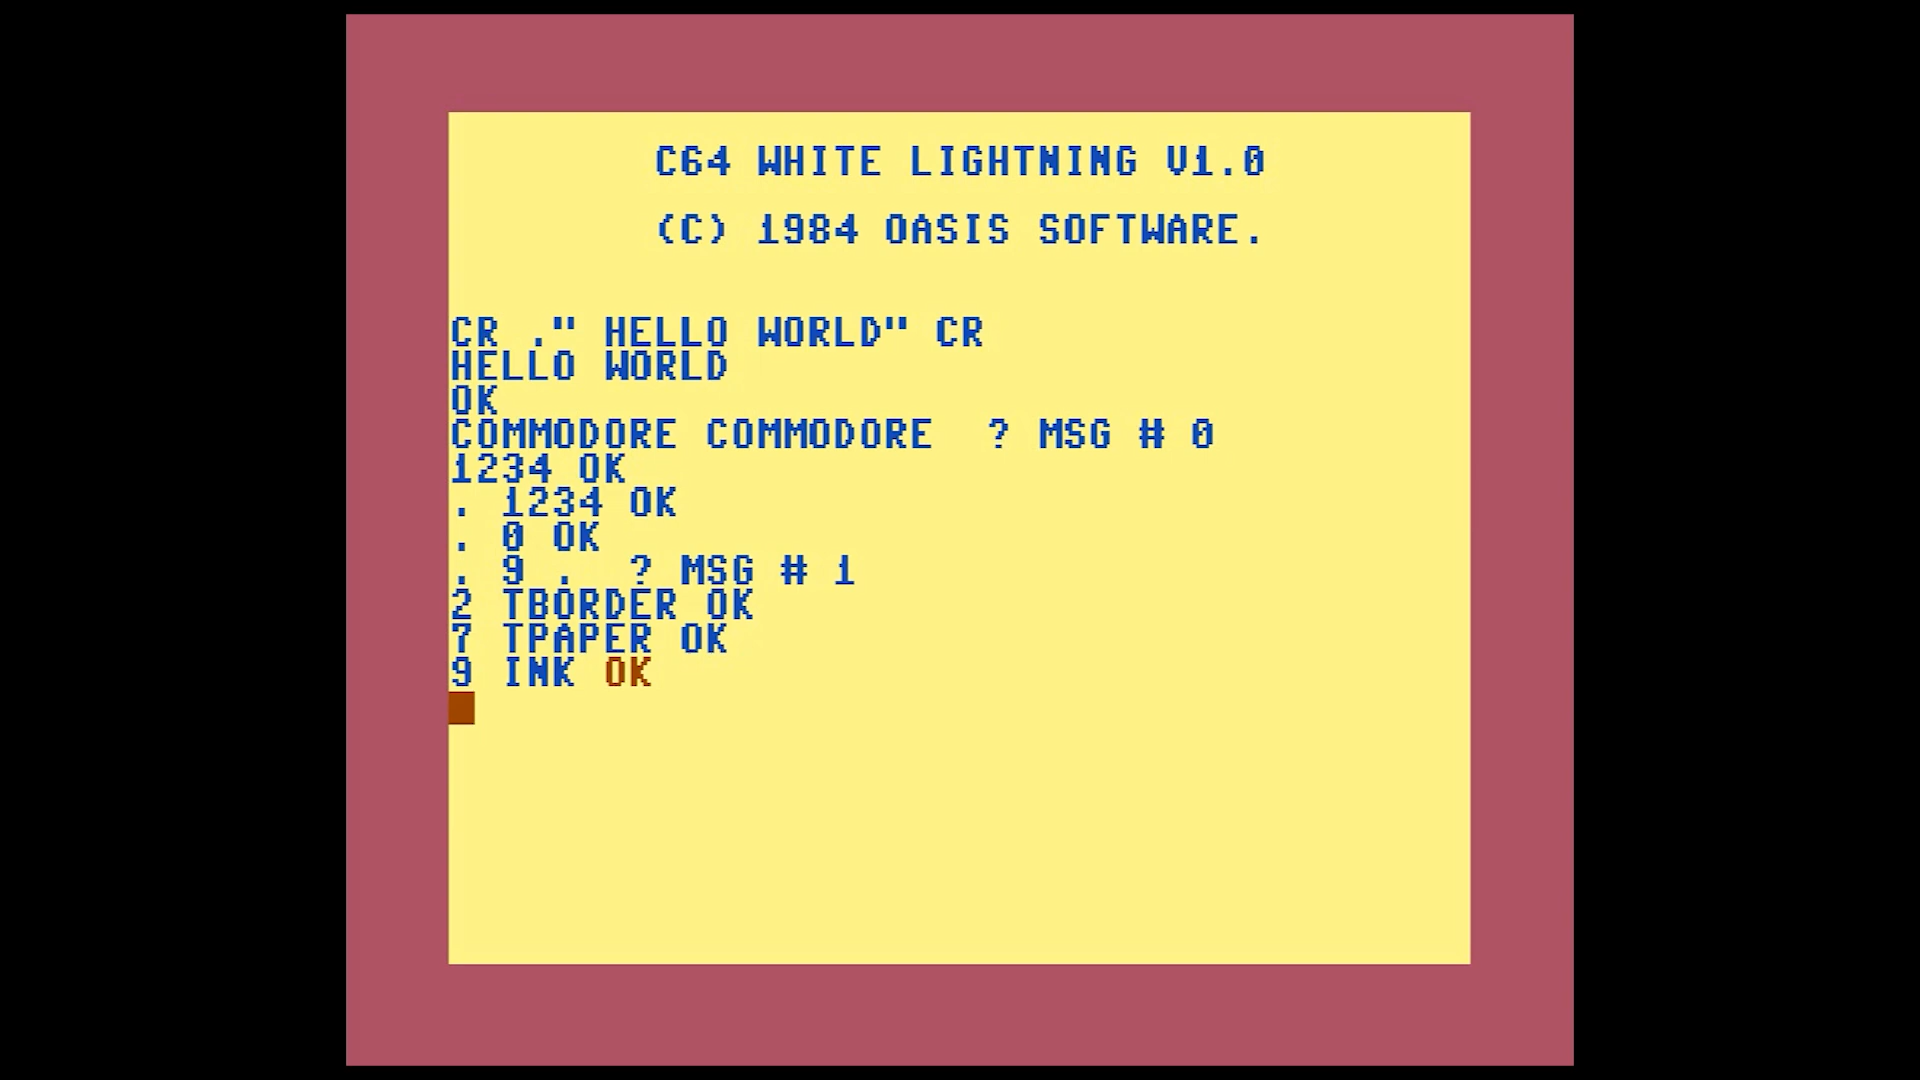 C64 WHITE LIGHTNING V1.0
(C) 1984 OASIS SOFTWARE.
CR ." HELLO WORLD" CR
HELLO WORLD
OK
COMMODORE COMMODORE  ? MSG # 0
1234 OK
. 1234 OK
. 0 OK
. 9 .  ? MSG # 1
2 TBORDER OK
7 TPAPER OK
9 INK OK